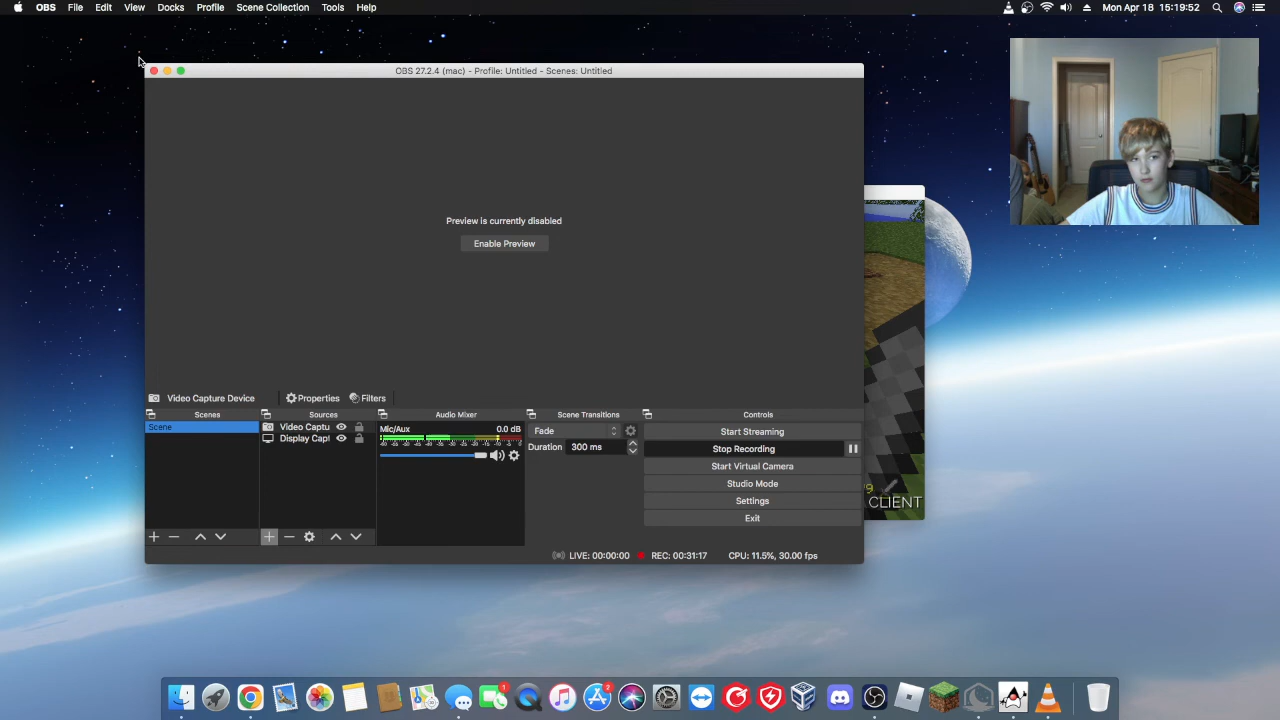 OBS File Edit View Docks Profile Scene Collection Tools Help Mon Apr 18 15:19:52
OBS 27.2.4 (mac) - Profile: Untitled - Scenes: Untitled
Preview is currently disabled
Enable Preview
Video Capture Device Properties Filters
Scenes Sources Audio Mixer Scene Transitions Controls
Scene
Video Captu
Display Capt
Mic/Aux 0.0 dB
Fade
Duration 300 ms
Start Streaming
Stop Recording
Start Virtual Camera
Studio Mode
Settings
Exit
CLIENT
LIVE: 00:00:00 REC: 00:31:17 CPU: 11.5%, 30.00 fps
1
2